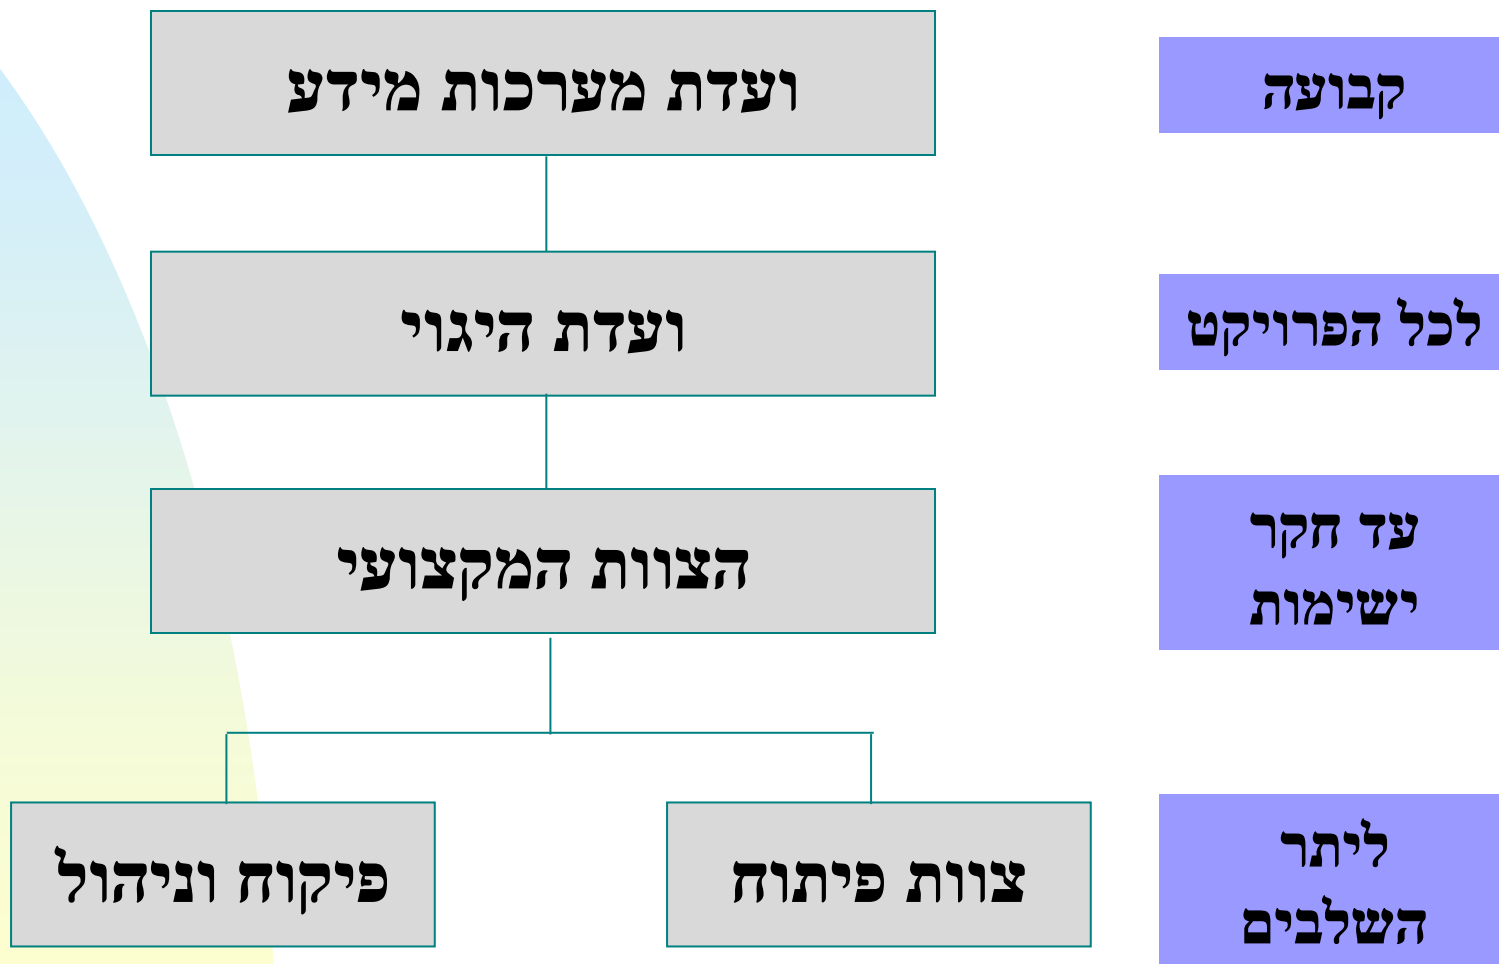 ועדת מערכות מידע
קבועה
ועדת היגוי
לכל הפרויקט
הצוות המקצועי
עד חקר
ישימות
צוות פיתוח
פיקוח וניהול
ליתר
השלבים